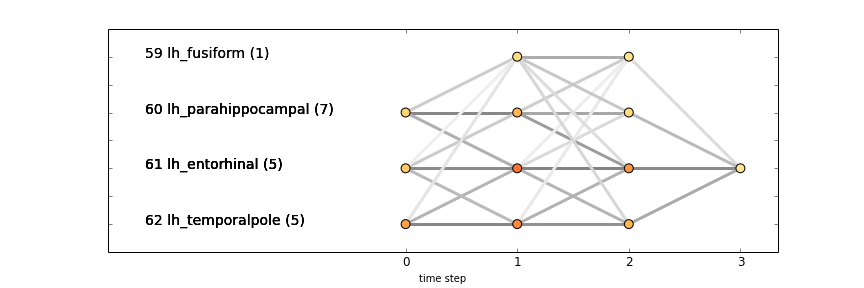 59 lh_fusiform (1)
60 lh_parahippocampal (7)
61 lh_entorhinal (5)
62 lh_temporalpole (5)
0 1 2 3
time step